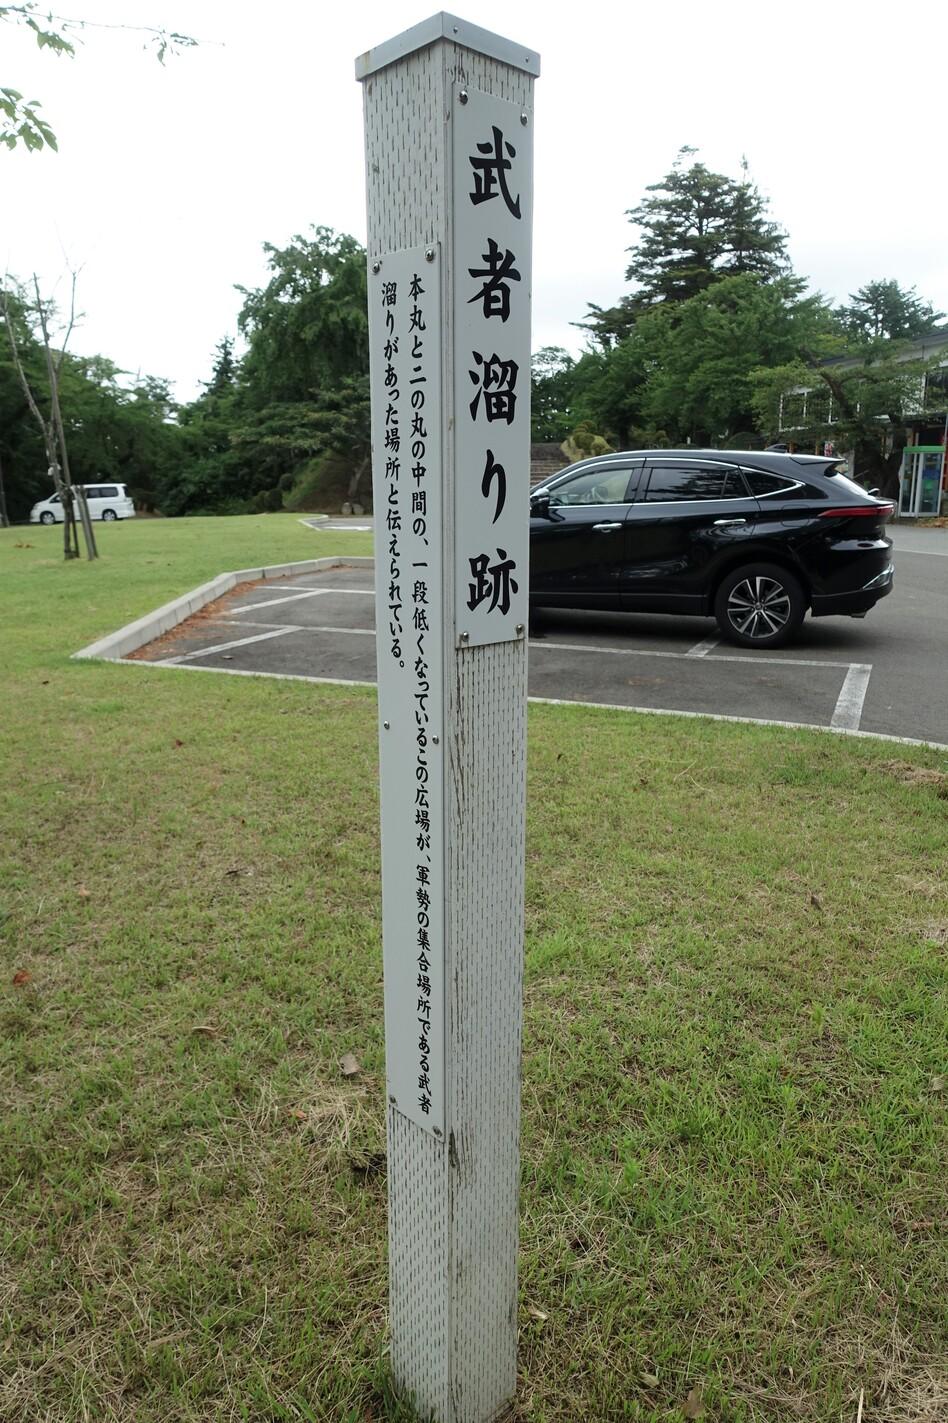 武者溜り跡
本丸と二の丸の中間の、一段低くなっているこの広場が、軍勢の集合場所である武者
溜りがあった場所と伝えられている。